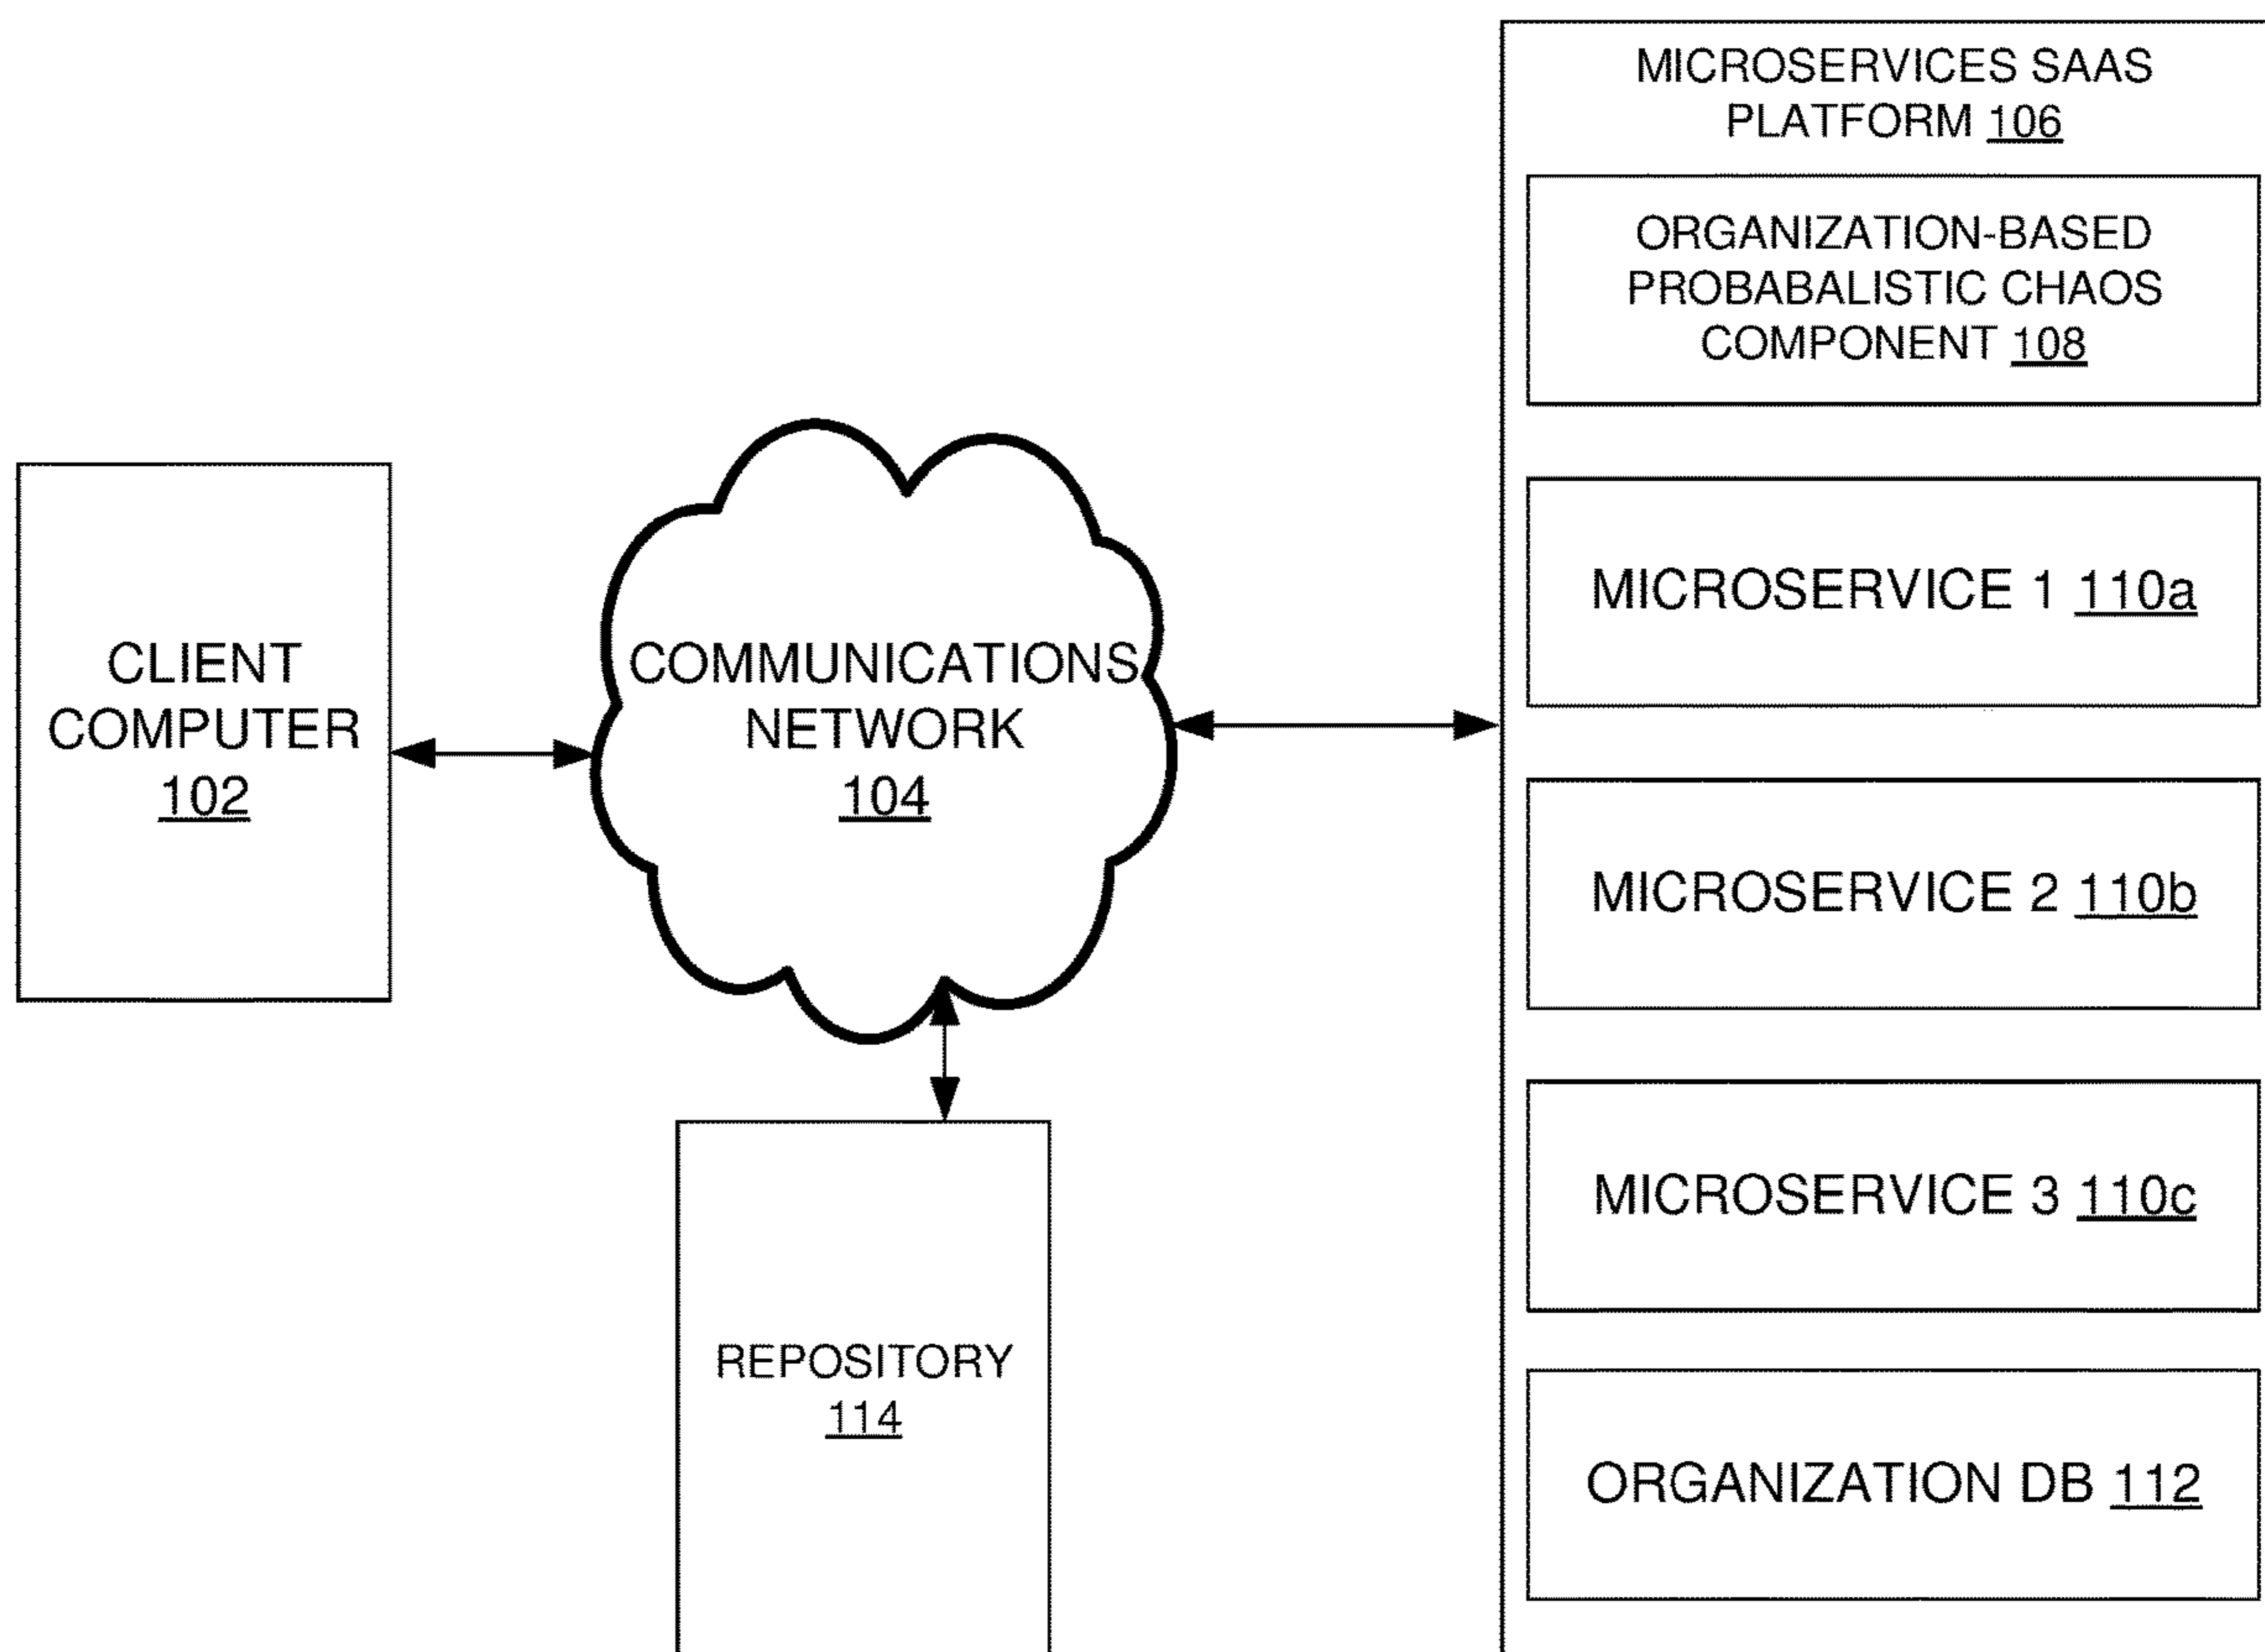 MICROSERVICES SAAS
PLATFORM 106
ORGANIZATION-BASED
PROBABALISTIC CHAOS
COMPONENT 108
MICROSERVICE 1 110a
MICROSERVICE 2 110b
MICROSERVICE 3 110c
ORGANIZATION DB 112
CLIENT
COMPUTER
102
COMMUNICATIONS
NETWORK
104
REPOSITORY
114